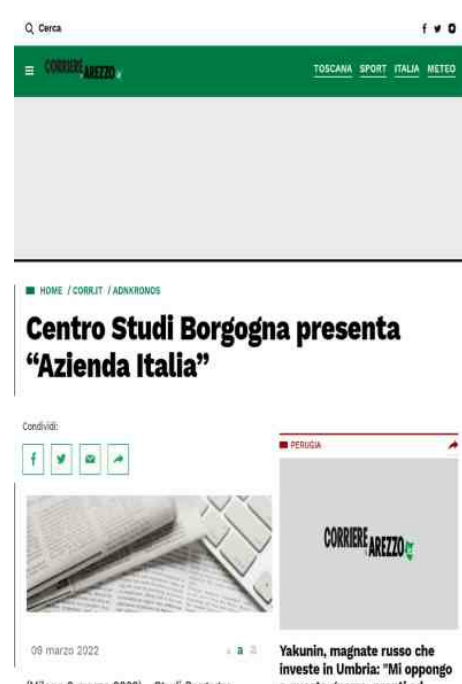 Cerca
CORRIERE AREZZO
TOSCANA SPORT ITALIA METEO
HOME / CORR.IT / ADNKRONOS
Centro Studi Borgogna presenta
“Azienda Italia”
Condividi:
PERUGIA
CORRIERE AREZZO
09 marzo 2022
a a a
Yakunin, magnate russo che
investe in Umbria: "Mi oppongo